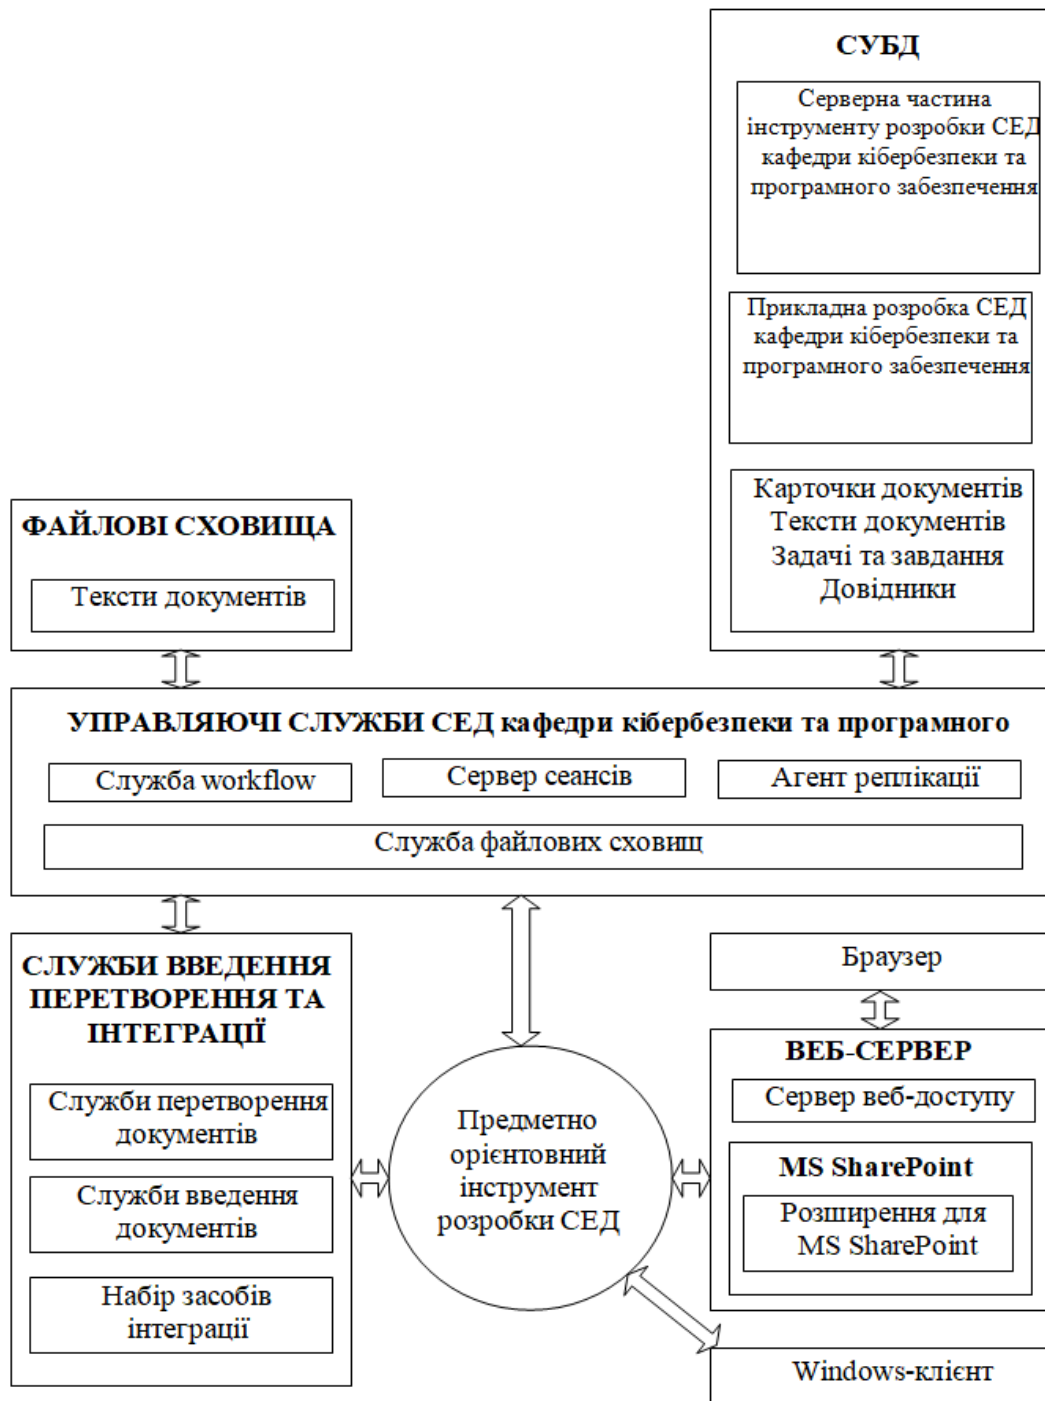 СУБД
Серверна частина
інструменту розробки СЕД
кафедри кібербезпеки та
програмного забезпечення
Прикладна розробка СЕД
кафедри кібербезпеки та
програмного забезпечення
Карточки документів
Тексти документів
Задачі та завдання
Довідники
ФАЙЛОВІ СХОВИЩА
Тексти документів
УПРАВЛЯЮЧІ СЛУЖБИ СЕД кафедри кібербезпеки та програмного
Служба workflow
Сервер сеансів
Агент реплікації
Служба файлових сховищ
СЛУЖБИ ВВЕДЕННЯ
ПЕРЕТВОРЕННЯ ТА
ІНТЕГРАЦІЇ
Служби перетворення
документів
Служби введення
документів
Набір засобів
інтеграції
Предметно
орієнтовний
інструмент
розробки СЕД
Браузер
ВЕБ-СЕРВЕР
Сервер веб-доступу
MS SharePoint
Розширення для
MS SharePoint
Windows-клієнт